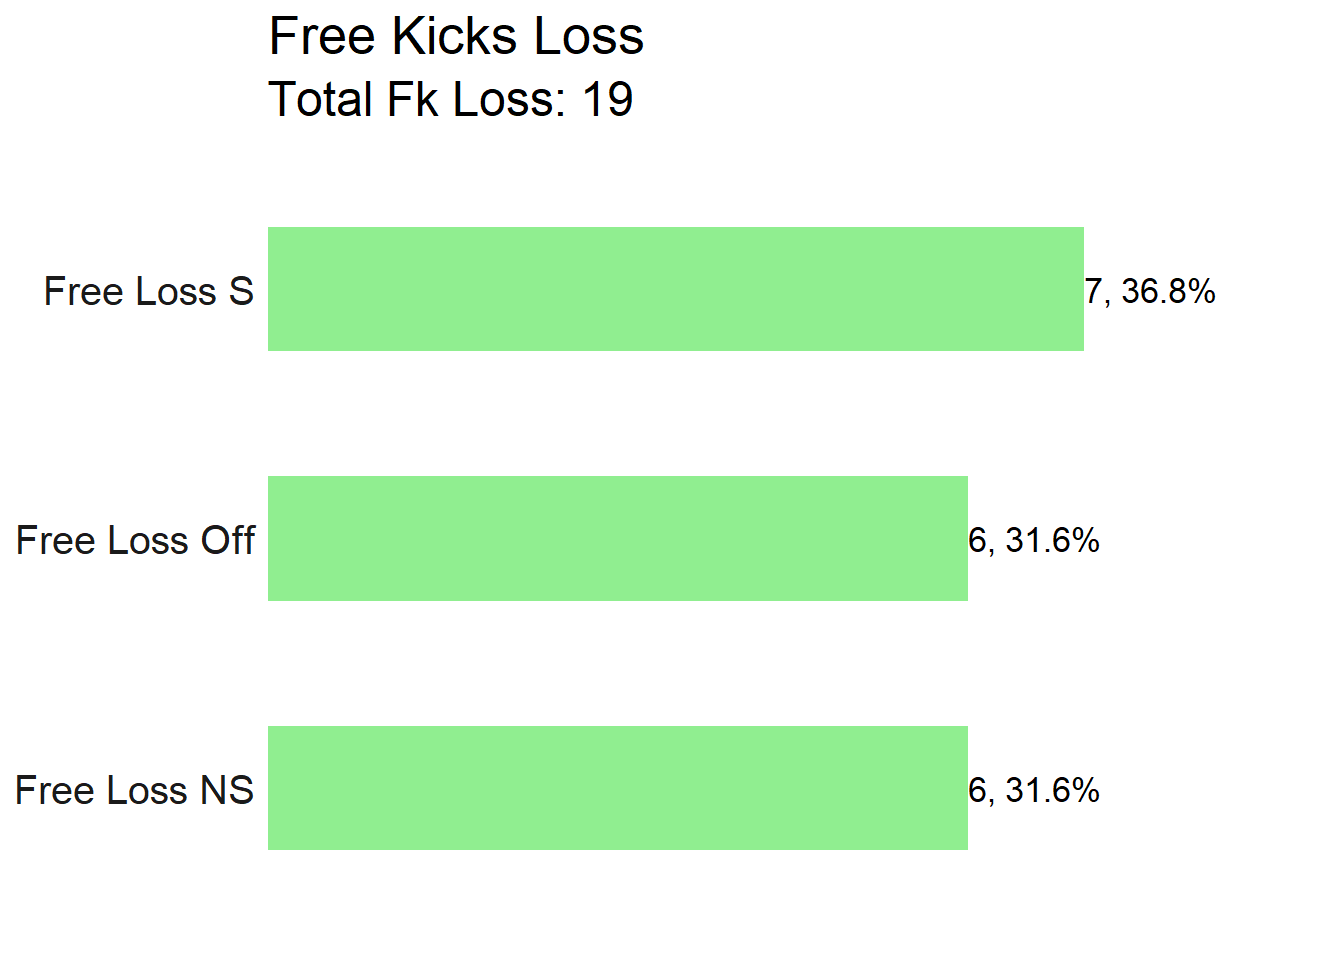 Free Kicks Loss
Total Fk Loss: 19
Free Loss S
7, 36.8%
Free Loss Off
6, 31.6%
Free Loss NS
6, 31.6%